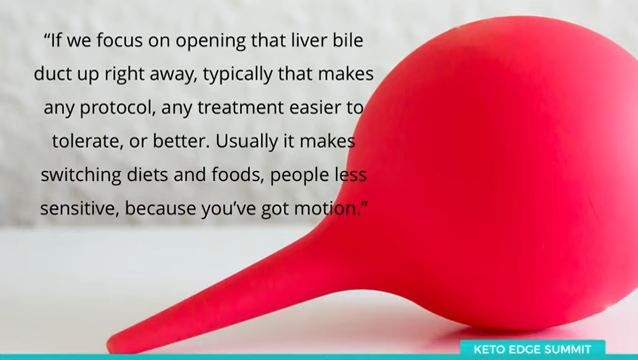 “If we focus on opening that liver bile
duct up right away, typically that makes
any protocol, any treatment easier to
tolerate, or better. Usually it makes
switching diets and foods, people less
sensitive, because you’ve got motion.”
KETO EDGE SUMMIT